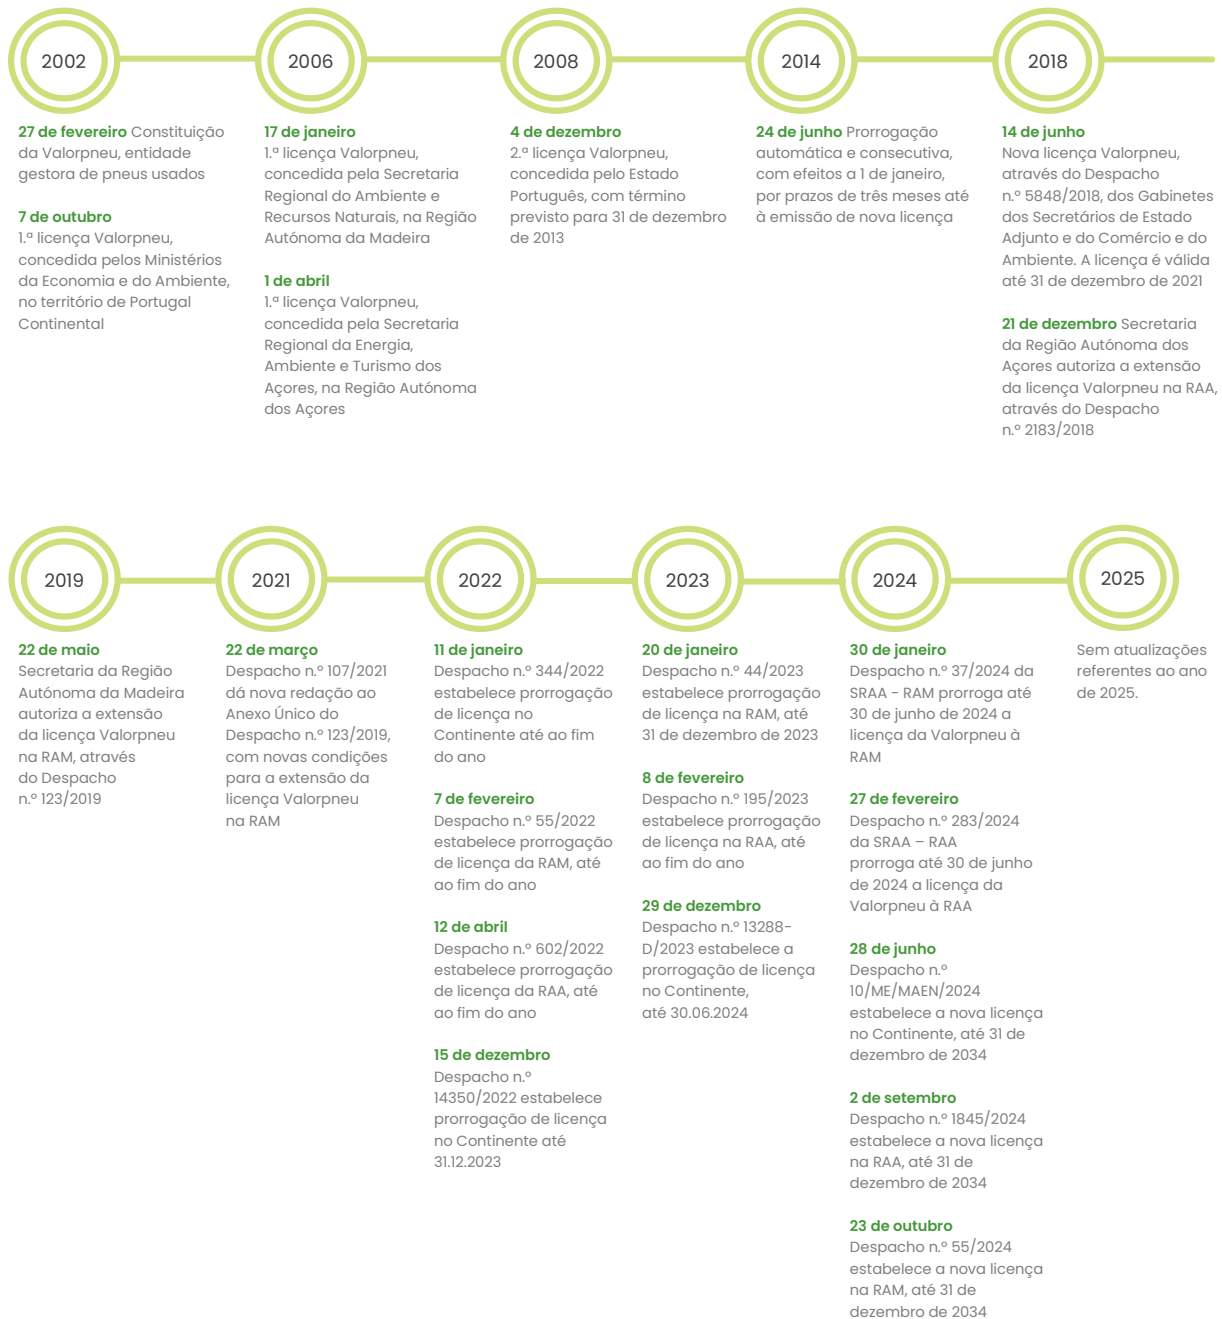 2002
27 de fevereiro Constituição
da Valorpneu, entidade
gestora de pneus usados
7 de outubro
1.ª licença Valorpneu,
concedida pelos Ministérios
da Economia e do Ambiente,
no território de Portugal
Continental
2006
17 de janeiro
1.ª licença Valorpneu,
concedida pela Secretaria
Regional do Ambiente e
Recursos Naturais, na Região
Autónoma da Madeira
1 de abril
1.ª licença Valorpneu,
concedida pela Secretaria
Regional da Energia,
Ambiente e Turismo dos
Açores, na Região Autónoma
dos Açores
2008
4 de dezembro
2.ª licença Valorpneu,
concedida pelo Estado
Português, com término
previsto para 31 de dezembro
de 2013
2014
24 de junho Prorrogação
automática e consecutiva,
com efeitos a 1 de janeiro,
por prazos de três meses até
à emissão de nova licença
2018
14 de junho
Nova licença Valorpneu,
através do Despacho
n.º 5848/2018, dos Gabinetes
dos Secretários de Estado
Adjunto e do Comércio e do
Ambiente. A licença é válida
até 31 de dezembro de 2021
21 de dezembro Secretaria
da Região Autónoma dos
Açores autoriza a extensão
da licença Valorpneu na RAA,
através do Despacho
n.º 2183/2018
2019
22 de maio
Secretaria da Região
Autónoma da Madeira
autoriza a extensão
da licença Valorpneu
na RAM, através
do Despacho
n.º 123/2019
2021
22 de março
Despacho n.º 107/2021
dá nova redação ao
Anexo Único do
Despacho n.º 123/2019,
com novas condições
para a extensão da
licença Valorpneu
na RAM
2022
11 de janeiro
Despacho n.º 344/2022
estabelece prorrogação
de licença no
Continente até ao fim
do ano
7 de fevereiro
Despacho n.º 55/2022
estabelece prorrogação
de licença da RAM, até
ao fim do ano
12 de abril
Despacho n.º 602/2022
estabelece prorrogação
de licença da RAA, até
ao fim do ano
15 de dezembro
Despacho n.º
14350/2022 estabelece
prorrogação de licença
no Continente até
31.12.2023
2023
20 de janeiro
Despacho n.º 44/2023
estabelece prorrogação
de licença na RAM, até
31 de dezembro de 2023
8 de fevereiro
Despacho n.º 195/2023
estabelece prorrogação
de licença na RAA, até
ao fim do ano
29 de dezembro
Despacho n.º 13288-
D/2023 estabelece a
prorrogação de licença
no Continente,
até 30.06.2024
2024
30 de janeiro
Despacho n.º 37/2024 da
SRAA - RAM prorroga até
30 de junho de 2024 a
licença da Valorpneu à
RAM
27 de fevereiro
Despacho n.º 283/2024
da SRAA – RAA
prorroga até 30 de junho
de 2024 a licença da
Valorpneu à RAA
28 de junho
Despacho n.º
10/ME/MAEN/2024
estabelece a nova licença
no Continente, até 31 de
dezembro de 2034
2 de setembro
Despacho n.º 1845/2024
estabelece a nova licença
na RAA, até 31 de
dezembro de 2034
23 de outubro
Despacho n.º 55/2024
estabelece a nova licença
na RAM, até 31 de
dezembro de 2034
2025
Sem atualizações
referentes ao ano
de 2025.